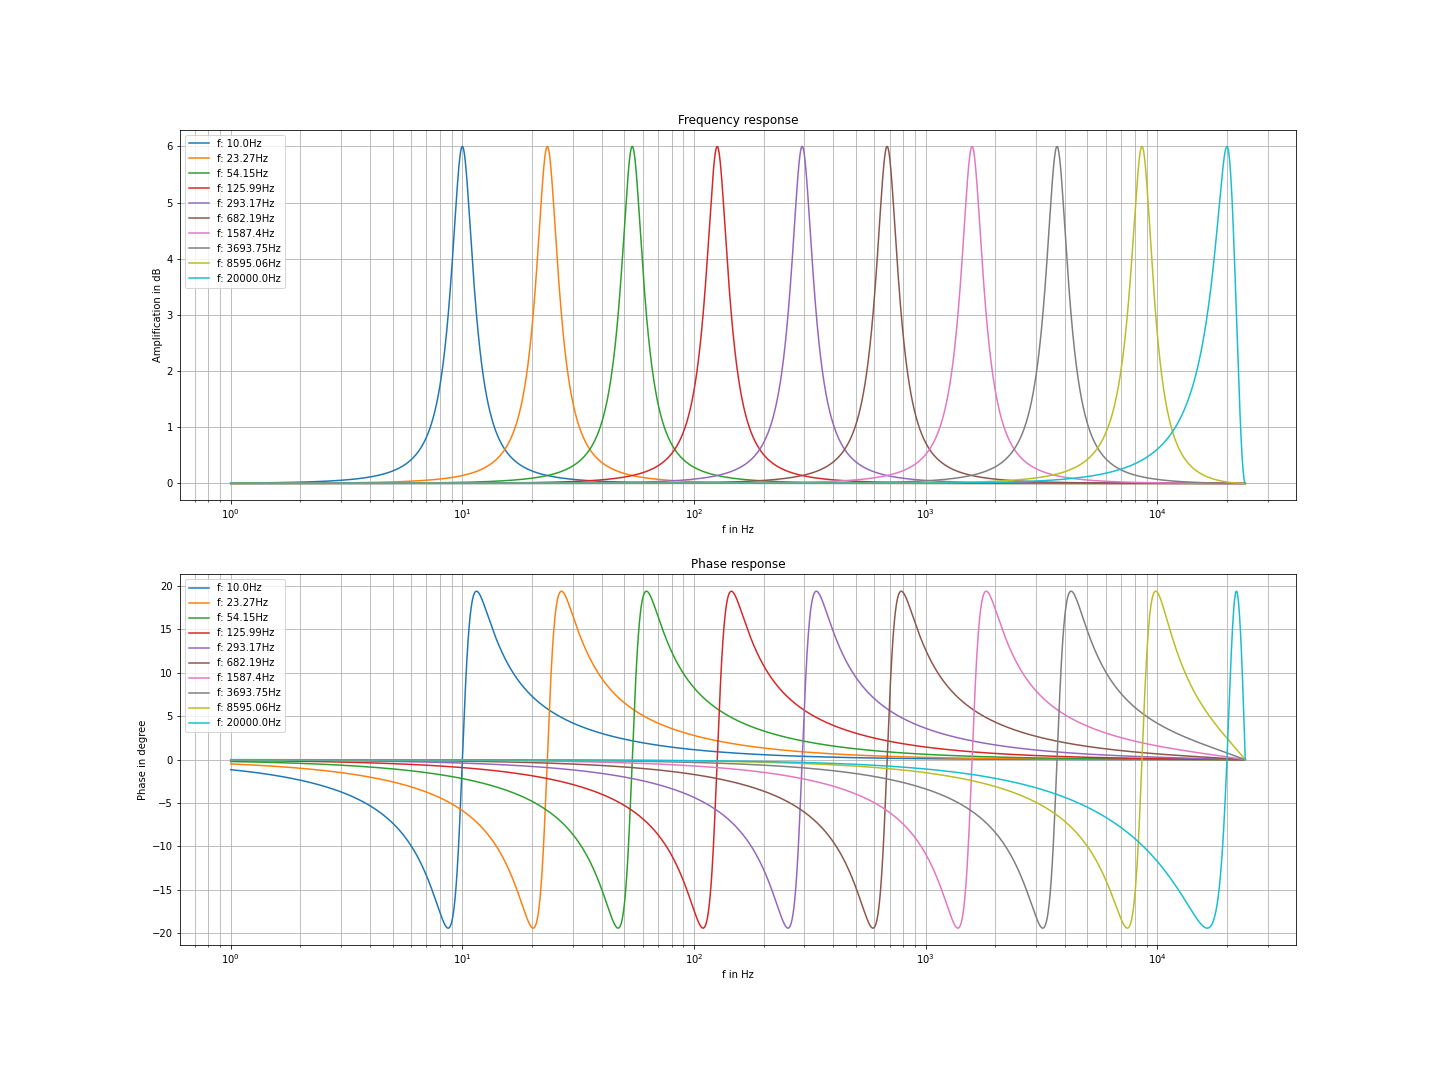 Frequency response
6
5
4
3
2
1
0
Amplification in dB
f: 10.0Hz
f: 23.27Hz
f: 54.15Hz
f: 125.99Hz
f: 293.17Hz
f: 682.19Hz
f: 1587.4Hz
f: 3693.75Hz
f: 8595.06Hz
f: 20000.0Hz
10⁰ 10¹ 10² 10³ 10⁴
f in Hz
Phase response
20
15
10
5
0
−5
−10
−15
−20
Phase in degree
f: 10.0Hz
f: 23.27Hz
f: 54.15Hz
f: 125.99Hz
f: 293.17Hz
f: 682.19Hz
f: 1587.4Hz
f: 3693.75Hz
f: 8595.06Hz
f: 20000.0Hz
10⁰ 10¹ 10² 10³ 10⁴
f in Hz